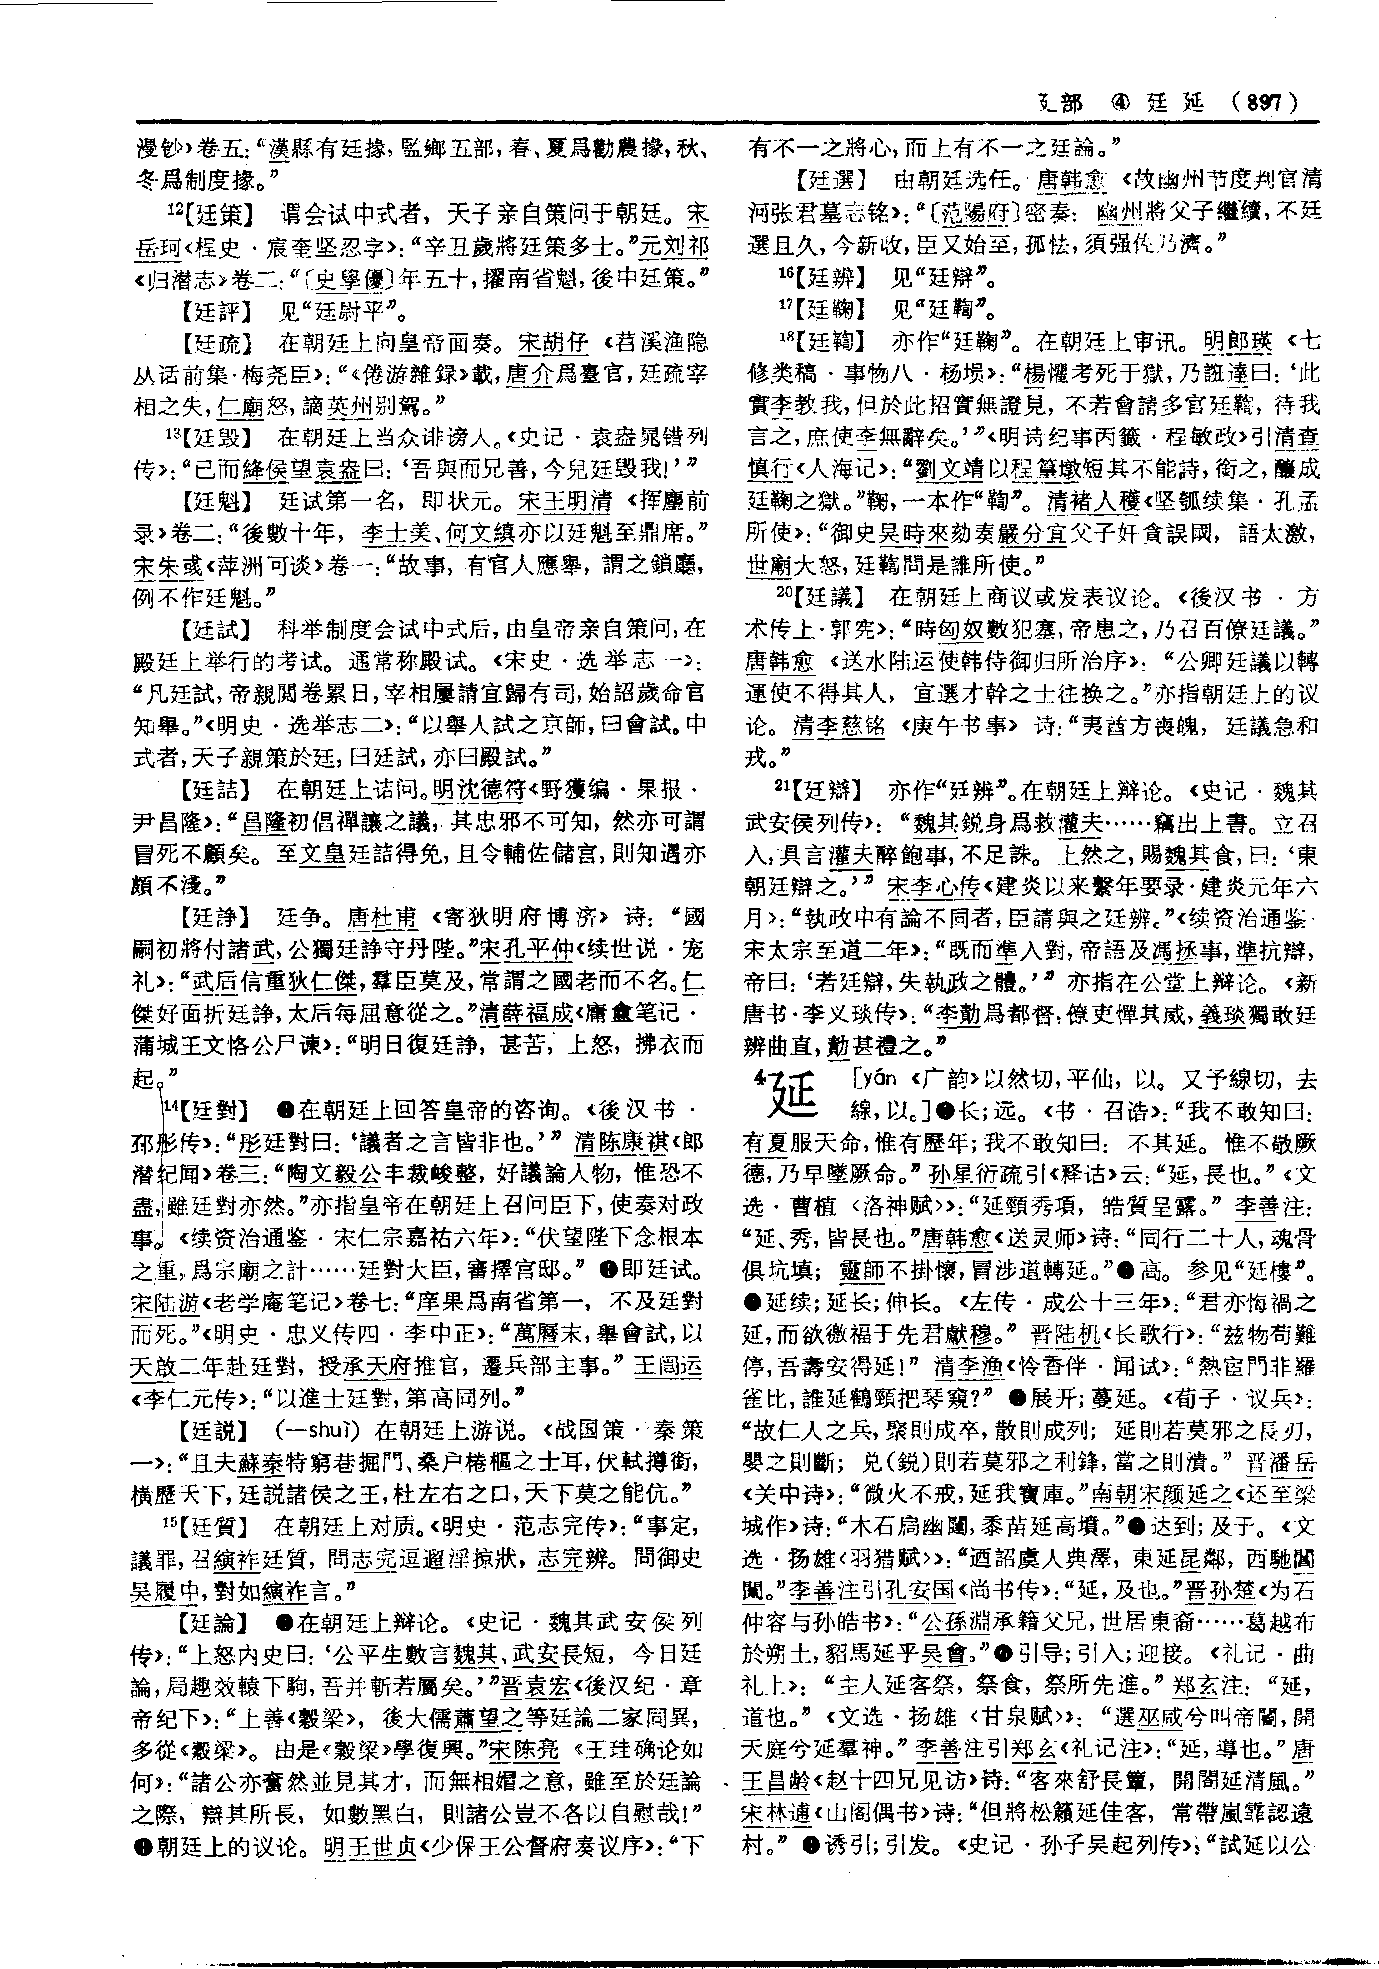 廴部 ④ 廷 延 (897)
漫钞》卷五：“漢縣有廷掾，監鄉五部，春、夏爲勸農掾，秋、
冬爲制度掾。”
12【廷策】 谓会试中式者，天子亲自策问于朝廷。宋
岳珂《桯史·宸奎坚忍字》：“辛丑歲將廷策多士。”元刘祁
《归潜志》卷二：“〔史學優〕年五十，擢南省魁，後中廷策。”
【廷評】 见“廷尉平”。
【廷疏】 在朝廷上向皇帝面奏。宋胡仔《苕溪渔隐
丛话前集·梅尧臣》：“《倦游雜録》載，唐介爲臺官，廷疏宰
相之失，仁廟怒，謫英州别駕。”
13【廷毁】 在朝廷上当众诽谤人。《史记·袁盎晁错列
传》：“已而絳侯望袁盎曰：‘吾與而兄善，今兒廷毁我！’”
【廷魁】 廷试第一名，即状元。宋王明清《挥麈前
录》卷二：“後數十年，李士美、何文縝亦以廷魁至鼎席。”
宋朱彧《萍洲可谈》卷一：“故事，有官人應舉，謂之鎖廳，
例不作廷魁。”
【廷試】 科举制度会试中式后，由皇帝亲自策问，在
殿廷上举行的考试。通常称殿试。《宋史·选举志一》：
“凡廷試，帝親閲卷累日，宰相屢請宜歸有司，始詔歲命官
知舉。”《明史·选举志二》：“以舉人試之京師，曰會試。中
式者，天子親策於廷，曰廷試，亦曰殿試。”
【廷詰】 在朝廷上诘问。明沈德符《野獲编·果报·
尹昌隆》：“昌隆初倡禪讓之議，其忠邪不可知，然亦可謂
冒死不顧矣。至文皇廷詰得免，且令輔佐儲宫，則知遇亦
頗不淺。”
【廷諍】 廷争。唐杜甫《寄狄明府博济》诗：“國
嗣初將付諸武，公獨廷諍守丹陛。”宋孔平仲《续世说·宠
礼》：“武后信重狄仁傑，羣臣莫及，常謂之國老而不名。仁
傑好面折廷諍，太后每屈意從之。”清薛福成《庸盦笔记·
蒲城王文恪公尸谏》：“明日復廷諍，甚苦，上怒，拂衣而
起。”
14【廷對】 ❶在朝廷上回答皇帝的咨询。《後汉书·
邳彤传》：“彤廷對曰：‘議者之言皆非也。’”清陈康祺《郎
潜纪闻》卷三：“陶文毅公丰裁峻整，好議論人物，惟恐不
盡，雖廷對亦然。”亦指皇帝在朝廷上召问臣下，使奏对政
事。《续资治通鉴·宋仁宗嘉祐六年》：“伏望陛下念根本
之重，爲宗廟之計……廷對大臣，審擇宫邸。”❷即廷试。
宋陆游《老学庵笔记》卷七：“庠果爲南省第一，不及廷對
而死。”《明史·忠义传四·李中正》：“萬曆末，舉會試，以
天啟二年赴廷對，授承天府推官，遷兵部主事。”王闿运
《李仁元传》：“以進士廷對，第高同列。”
【廷説】 (—shuì) 在朝廷上游说。《战国策·秦策
一》：“且夫蘇秦特窮巷掘門、桑户棬樞之士耳，伏軾撙銜，
横歷天下，廷説諸侯之王，杜左右之口，天下莫之能伉。”
15【廷質】 在朝廷上对质。《明史·范志完传》：“事定，
議罪，召縯祚廷質，問志完逗遛淫掠狀，志完辨。問御史
吴履中，對如縯祚言。”
【廷論】 ❶在朝廷上辩论。《史记·魏其武安侯列
传》：“上怒内史曰：‘公平生數言魏其、武安長短，今日廷
論，局趣效轅下駒，吾并斬若屬矣。’”晋袁宏《後汉纪·章
帝纪下》：“上善《穀梁》，後大儒蕭望之等廷論二家同異，
多從《穀梁》。由是《穀梁》學復興。”宋陈亮《王珪确论如
何》：“諸公亦奮然並見其才，而無相媢之意，雖至於廷論
之際，辯其所長，如數黑白，則諸公豈不各以自慰哉！”
❷朝廷上的议论。明王世贞《少保王公督府奏议序》：“下
有不一之將心，而上有不一之廷論。”
【廷選】 由朝廷选任。唐韩愈《故幽州节度判官清
河张君墓志铭》：“〔范陽府〕密奏：幽州將父子繼續，不廷
選且久，今新收，臣又始至，孤怯，須强佐乃濟。”
16【廷辨】 见“廷辯”。
17【廷鞠】 见“廷鞫”。
18【廷鞫】 亦作“廷鞠”。在朝廷上审讯。明郎瑛《七
修类稿·事物八·杨埙》：“楊懼考死于獄，乃誑達曰：‘此
實李教我，但於此招實無證見，不若會諸多官廷鞫，待我
言之，庶使李無辭矣。’”《明诗纪事丙籤·程敏政》引清查
慎行《人海记》：“劉文靖以程篁墩短其不能詩，銜之，釀成
廷鞠之獄。”鞠，一本作“鞫”。清褚人穫《坚瓠续集·孔孟
所使》：“御史吴時來劾奏嚴分宜父子奸貪誤國，語太激，
世廟大怒，廷鞫問是誰所使。”
20【廷議】 在朝廷上商议或发表议论。《後汉书·方
术传上·郭宪》：“時匈奴數犯塞，帝患之，乃召百僚廷議。”
唐韩愈《送水陆运使韩侍御归所治序》：“公卿廷議以轉
運使不得其人，宜選才幹之士往换之。”亦指朝廷上的议
论。清李慈铭《庚午书事》诗：“夷酋方喪魄，廷議急和
戎。”
21【廷辯】 亦作“廷辨”。在朝廷上辩论。《史记·魏其
武安侯列传》：“魏其鋭身爲救灌夫……竊出上書。立召
入，具言灌夫醉飽事，不足誅。上然之，賜魏其食，曰：‘東
朝廷辯之。’”宋李心传《建炎以来繫年要录·建炎元年六
月》：“執政中有論不同者，臣請與之廷辨。”《续资治通鉴·
宋太宗至道二年》：“既而準入對，帝語及馮拯事，準抗辯，
帝曰：‘若廷辯，失執政之體。’”亦指在公堂上辩论。《新
唐书·李义琰传》：“李勣爲都督，僚吏憚其威，義琰獨敢廷
辨曲直，勣甚禮之。”
4延 [yán《广韵》以然切，平仙，以。又予線切，去
線，以。]❶长；远。《书·召诰》：“我不敢知曰：
有夏服天命，惟有歷年；我不敢知曰：不其延。惟不敬厥
德，乃早墜厥命。”孙星衍疏引《释诂》云：“延，長也。”《文
选·曹植〈洛神赋〉》：“延頸秀項，皓質呈露。”李善注：
“延、秀，皆長也。”唐韩愈《送灵师》诗：“同行二十人，魂骨
俱坑填；靈師不掛懷，冒涉道轉延。”❷高。参见“延樓”。
❸延续；延长；伸长。《左传·成公十三年》：“君亦悔禍之
延，而欲徼福于先君獻穆。”晋陆机《长歌行》：“兹物苟難
停，吾壽安得延！”清李渔《怜香伴·闻试》：“熱宦門非羅
雀比，誰延鶴頸把琴窺？”❹展开；蔓延。《荀子·议兵》：
“故仁人之兵，聚則成卒，散則成列；延則若莫邪之長刃，
嬰之則斷；兑（鋭）則若莫邪之利鋒，當之則潰。”晋潘岳
《关中诗》：“微火不戒，延我寶庫。”南朝宋颜延之《还至梁
城作》诗：“木石扃幽闥，黍苗延高墳。”❺达到；及于。《文
选·扬雄〈羽猎赋〉》：“迺詔虞人典澤，東延昆鄰，西馳閶
闔。”李善注引孔安国《尚书传》：“延，及也。”晋孙楚《为石
仲容与孙皓书》：“公孫淵承籍父兄，世居東裔……葛越布
於朔土，貂馬延乎吴會。”❻引导；引入；迎接。《礼记·曲
礼上》：“主人延客祭，祭食，祭所先進。”郑玄注：“延，
道也。”《文选·扬雄〈甘泉赋〉》：“選巫咸兮叫帝閽，開
天庭兮延羣神。”李善注引郑玄《礼记注》：“延，導也。”唐
王昌龄《赵十四兄见访》诗：“客來舒長簟，開閤延清風。”
宋林逋《山阁偶书》诗：“但將松籟延佳客，常帶嵐霏認遠
村。”❼诱引；引发。《史记·孙子吴起列传》：“試延以公